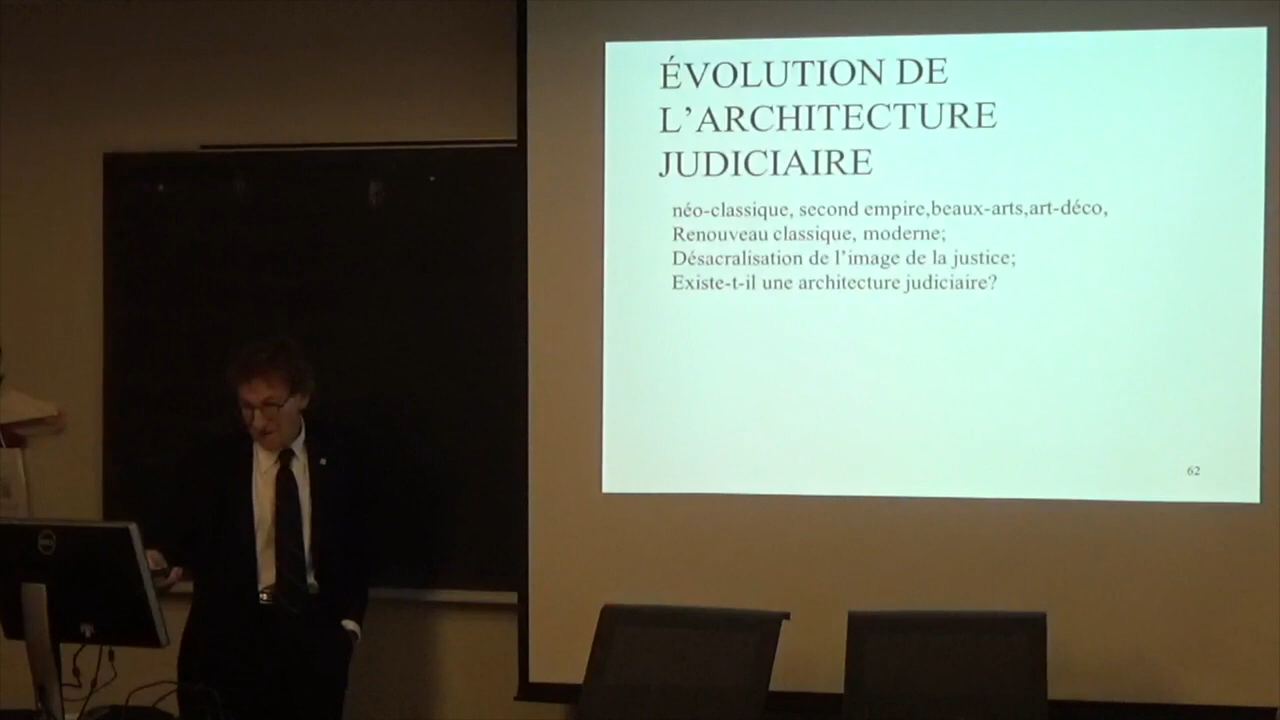 ÉVOLUTION DE
L’ARCHITECTURE
JUDICIAIRE
néo-classique, second empire,beaux-arts,art-déco,
Renouveau classique, moderne;
Désacralisation de l’image de la justice;
Existe-t-il une architecture judiciaire?
62
DELL